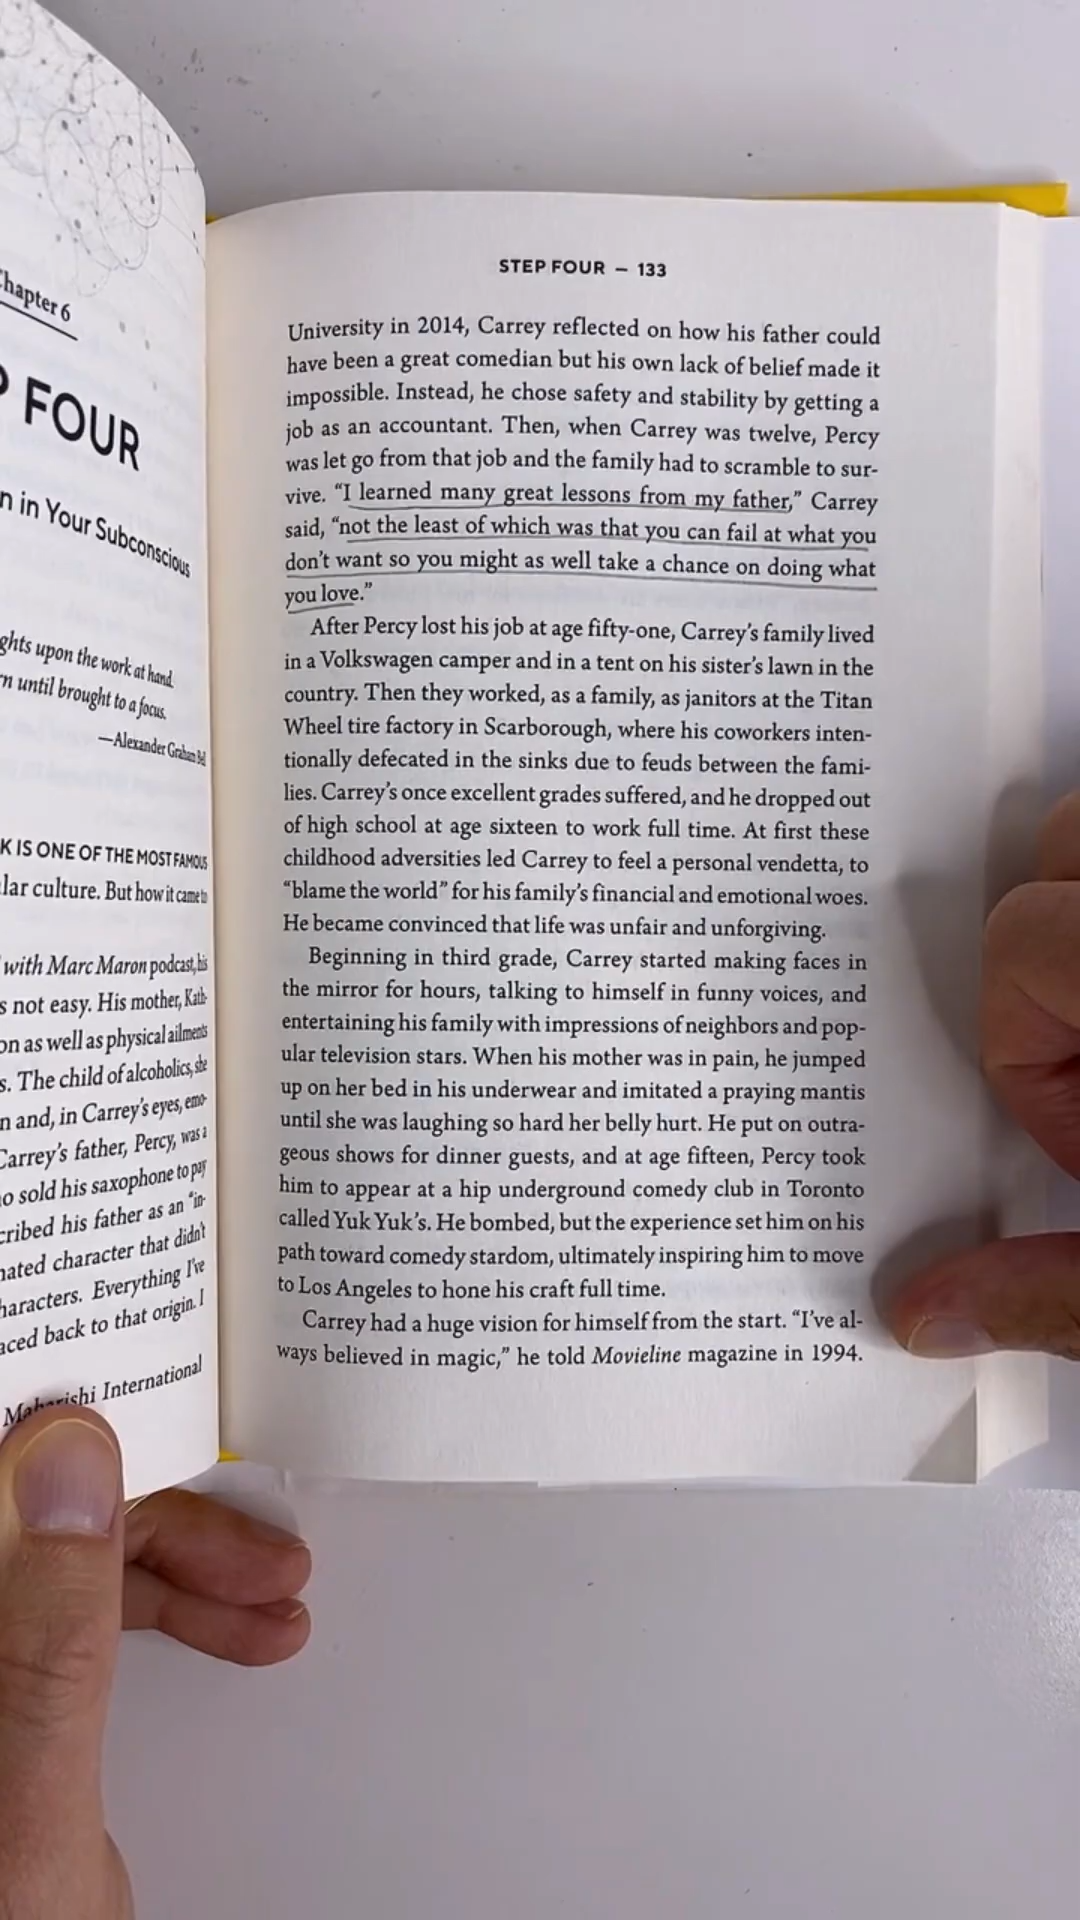 Chapter 6
FOUR
in Your Subconscious
upon the work at hand.
until brought to a focus.
—Alexander Graham Bell
IS ONE OF THE MOST FAMOUS
culture. But how it came to
with Marc Maron podcast, his
not easy. His mother, Kath-
as well as physical ailments
The child of alcoholics, she
and, in Carrey's eyes, emo-
Carrey's father, Percy, was a
sold his saxophone to pay
his father as an "in-
character that didn't
Everything I've
back to that origin. I
Maharishi International
STEP FOUR – 133
University in 2014, Carrey reflected on how his father could
have been a great comedian but his own lack of belief made it
impossible. Instead, he chose safety and stability by getting a
job as an accountant. Then, when Carrey was twelve, Percy
was let go from that job and the family had to scramble to sur-
vive. "I learned many great lessons from my father," Carrey
said, "not the least of which was that you can fail at what you
don't want so you might as well take a chance on doing what
you love."
After Percy lost his job at age fifty-one, Carrey's family lived
in a Volkswagen camper and in a tent on his sister's lawn in the
country. Then they worked, as a family, as janitors at the Titan
Wheel tire factory in Scarborough, where his coworkers inten-
tionally defecated in the sinks due to feuds between the fami-
lies. Carrey's once excellent grades suffered, and he dropped out
of high school at age sixteen to work full time. At first these
childhood adversities led Carrey to feel a personal vendetta, to
"blame the world" for his family's financial and emotional woes.
He became convinced that life was unfair and unforgiving.
Beginning in third grade, Carrey started making faces in
the mirror for hours, talking to himself in funny voices, and
entertaining his family with impressions of neighbors and pop-
ular television stars. When his mother was in pain, he jumped
up on her bed in his underwear and imitated a praying mantis
until she was laughing so hard her belly hurt. He put on outra-
geous shows for dinner guests, and at age fifteen, Percy took
him to appear at a hip underground comedy club in Toronto
called Yuk Yuk's. He bombed, but the experience set him on his
path toward comedy stardom, ultimately inspiring him to move
to Los Angeles to hone his craft full time.
Carrey had a huge vision for himself from the start. "I've al-
ways believed in magic," he told Movieline magazine in 1994.